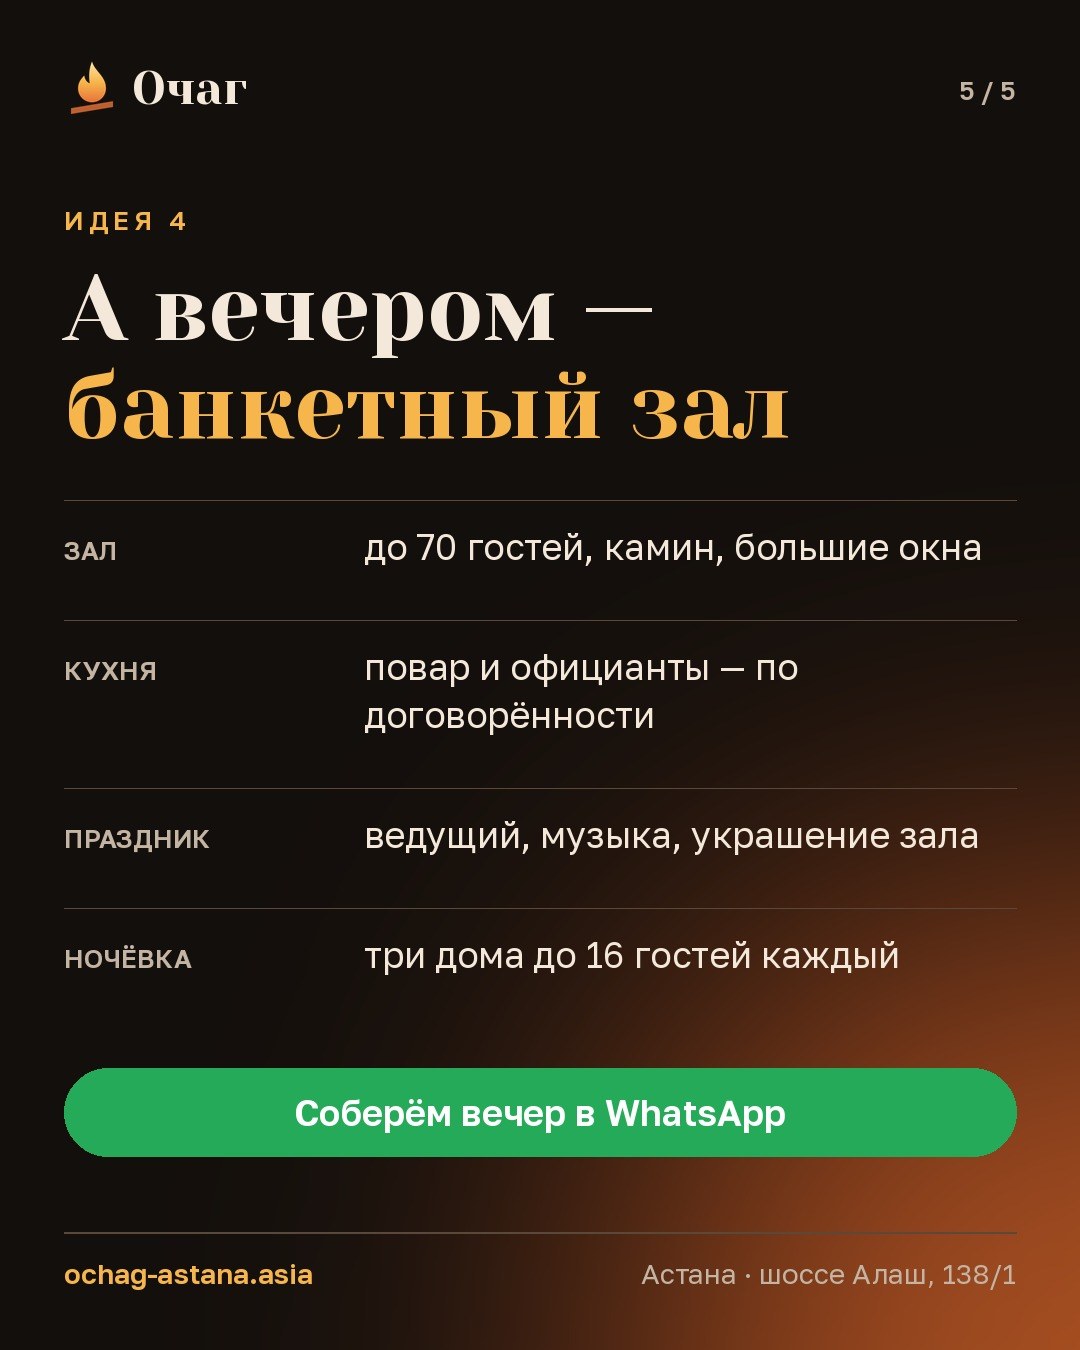 Очаг
5 / 5
ИДЕЯ 4
А вечером —
банкетный зал
ЗАЛ
до 70 гостей, камин, большие окна
КУХНЯ
повар и официанты — по
договорённости
ПРАЗДНИК
ведущий, музыка, украшение зала
НОЧЁВКА
три дома до 16 гостей каждый
Соберём вечер в WhatsApp
ochag-astana.asia
Астана · шоссе Алаш, 138/1